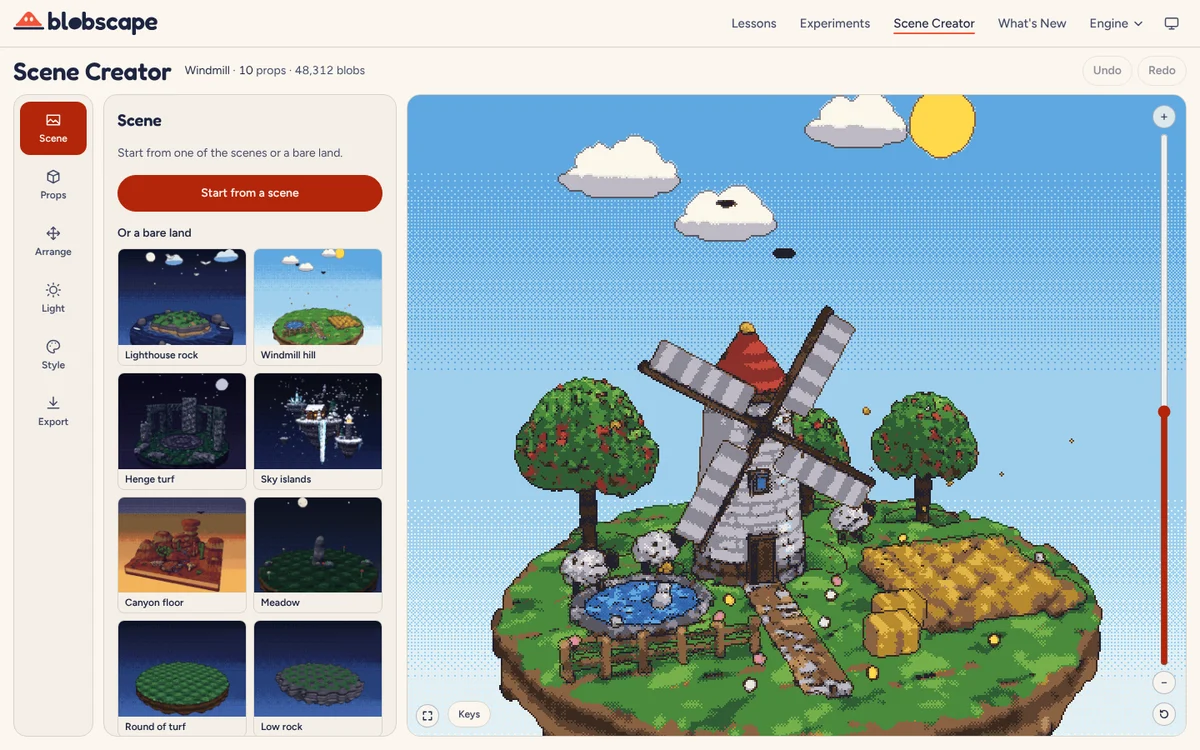 blobscape
Lessons Experiments Scene Creator What's New Engine
Scene Creator Windmill · 10 props · 48,312 blobs Undo Redo
Scene
Props
Arrange
Light
Style
Export
Scene
Start from one of the scenes or a bare land.
Start from a scene
Or a bare land
Lighthouse rock Windmill hill
Henge turf Sky islands
Canyon floor Meadow
Round of turf Low rock
Keys